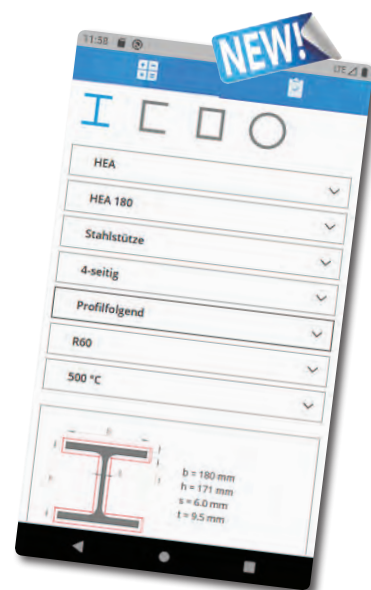 NEW!
11:58
LTE
HEA
HEA 180
Stahlstütze
4-seitig
Profilfolgend
R60
500 °C
b = 180 mm
h = 171 mm
s = 6.0 mm
t = 9.5 mm